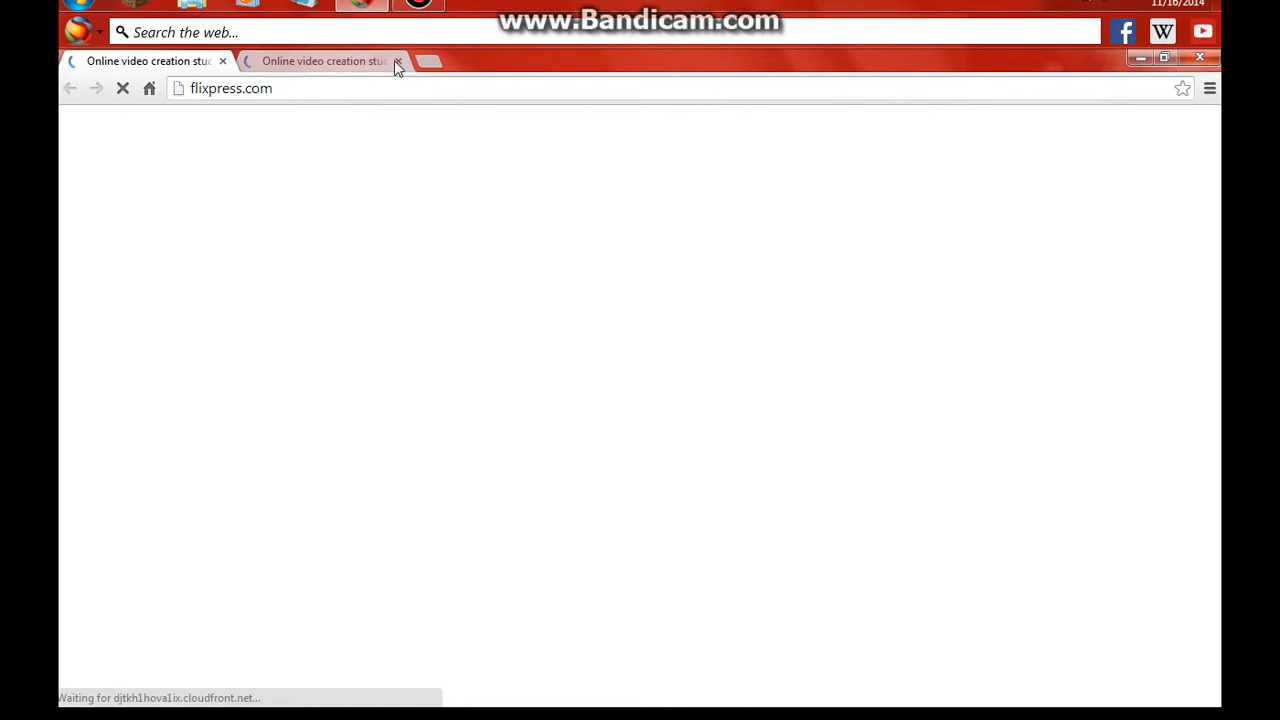 11/16/2014
www.Bandicam.com
Search the web...
f W
Online video creation stu
Online video creation stu
flixpress.com
Waiting for djtkh1hova1ix.cloudfront.net...